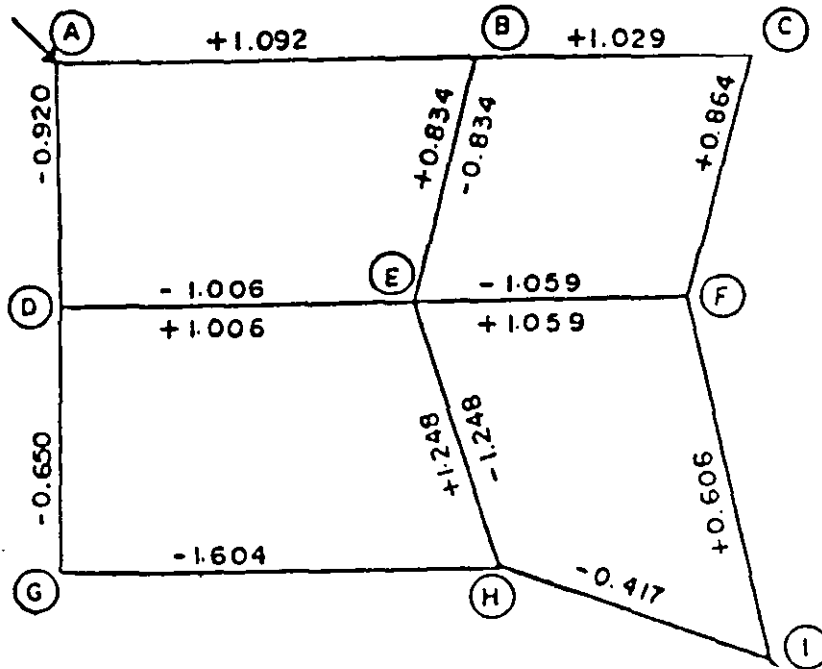 A
B
C
+1.092
+1.029
-0.920
+0.834
-0.834
+0.864
D
E
F
- 1.006
- 1.059
+1.006
+1.059
-0.650
+1.248
-1.248
+0.606
G
-1.604
H
-0.417
I